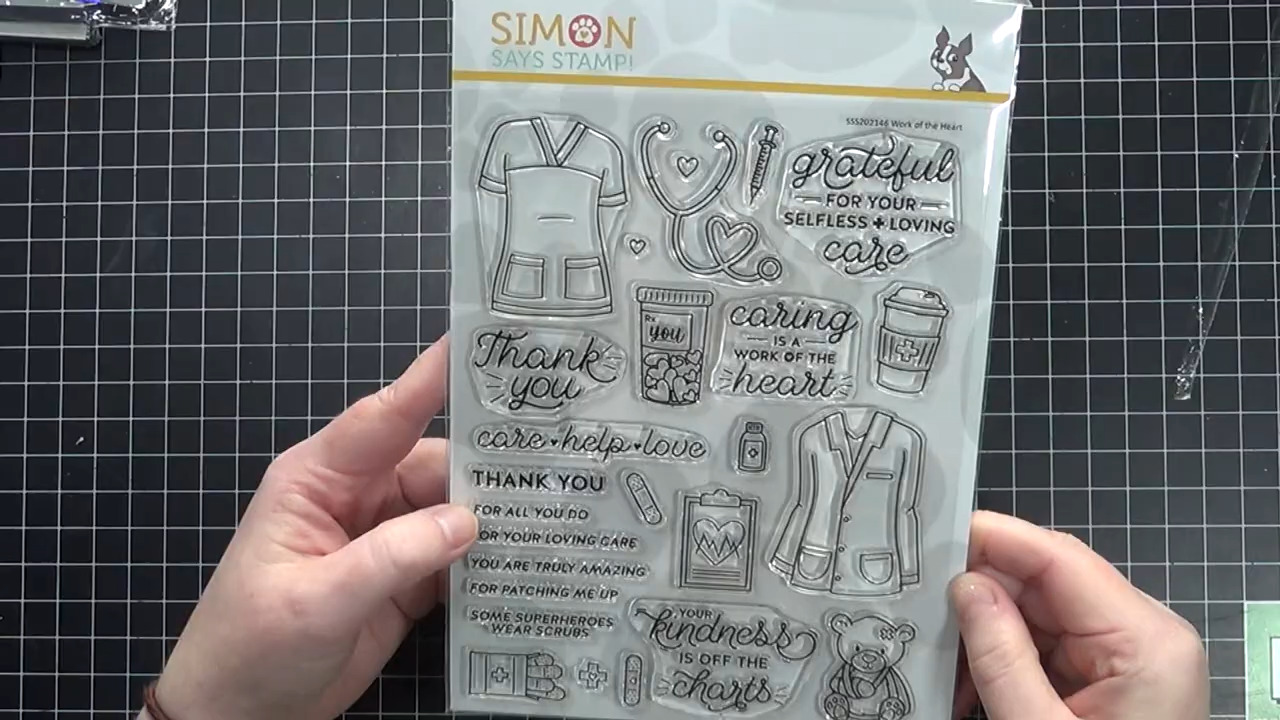 SIMON
SAYS STAMP!
SSS202146 Work of the Heart
grateful
FOR YOUR
SELFLESS + LOVING
care
Rx
you
caring
IS A
WORK OF THE
heart
Thank
you
care • help • love
THANK YOU
FOR ALL YOU DO
OR YOUR LOVING CARE
YOU ARE TRULY AMAZING
FOR PATCHING ME UP
SOME SUPERHEROES
WEAR SCRUBS
YOUR
kindness
IS OFF THE
charts